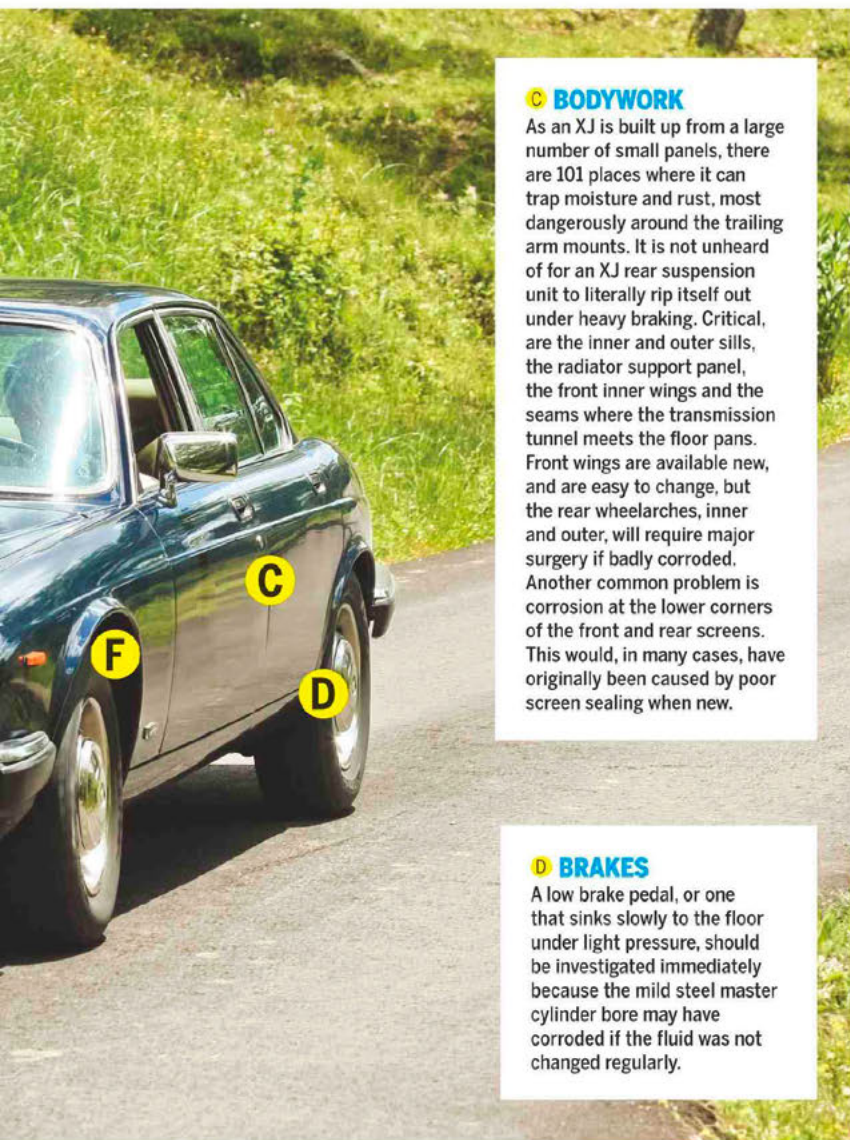 C BODYWORK
As an XJ is built up from a large
number of small panels, there
are 101 places where it can
trap moisture and rust, most
dangerously around the trailing
arm mounts. It is not unheard
of for an XJ rear suspension
unit to literally rip itself out
under heavy braking. Critical,
are the inner and outer sills,
the radiator support panel,
the front inner wings and the
seams where the transmission
tunnel meets the floor pans.
Front wings are available new,
and are easy to change, but
the rear wheelarches, inner
and outer, will require major
surgery if badly corroded.
Another common problem is
corrosion at the lower corners
of the front and rear screens.
This would, in many cases, have
originally been caused by poor
screen sealing when new.
C
F
D
D BRAKES
A low brake pedal, or one
that sinks slowly to the floor
under light pressure, should
be investigated immediately
because the mild steel master
cylinder bore may have
corroded if the fluid was not
changed regularly.